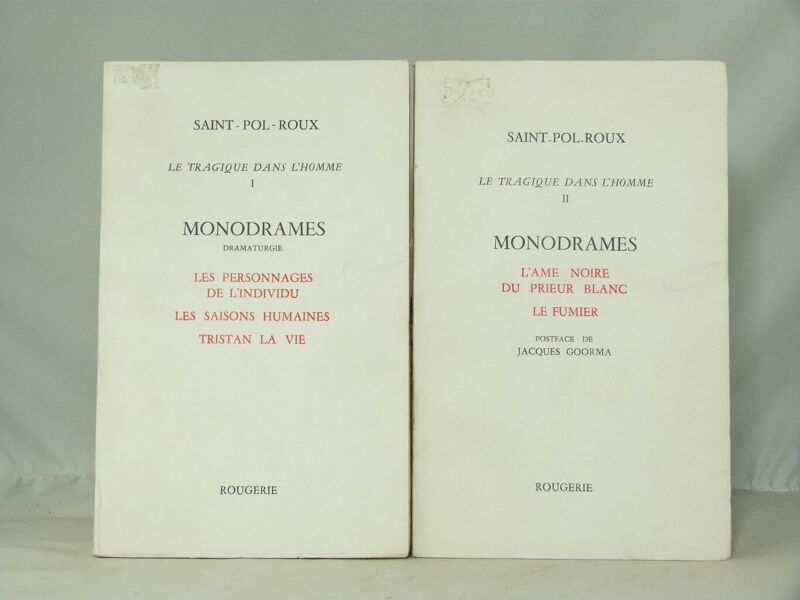 SAINT-POL-ROUX
LE TRAGIQUE DANS L'HOMME
I
MONODRAMES
DRAMATURGIE
LES PERSONNAGES
DE L'INDIVIDU
LES SAISONS HUMAINES
TRISTAN LA VIE
ROUGERIE
SAINT-POL-ROUX
LE TRAGIQUE DANS L'HOMME
II
MONODRAMES
L'AME NOIRE
DU PRIEUR BLANC
LE FUMIER
POSTFACE DE
JACQUES GOORMA
ROUGERIE